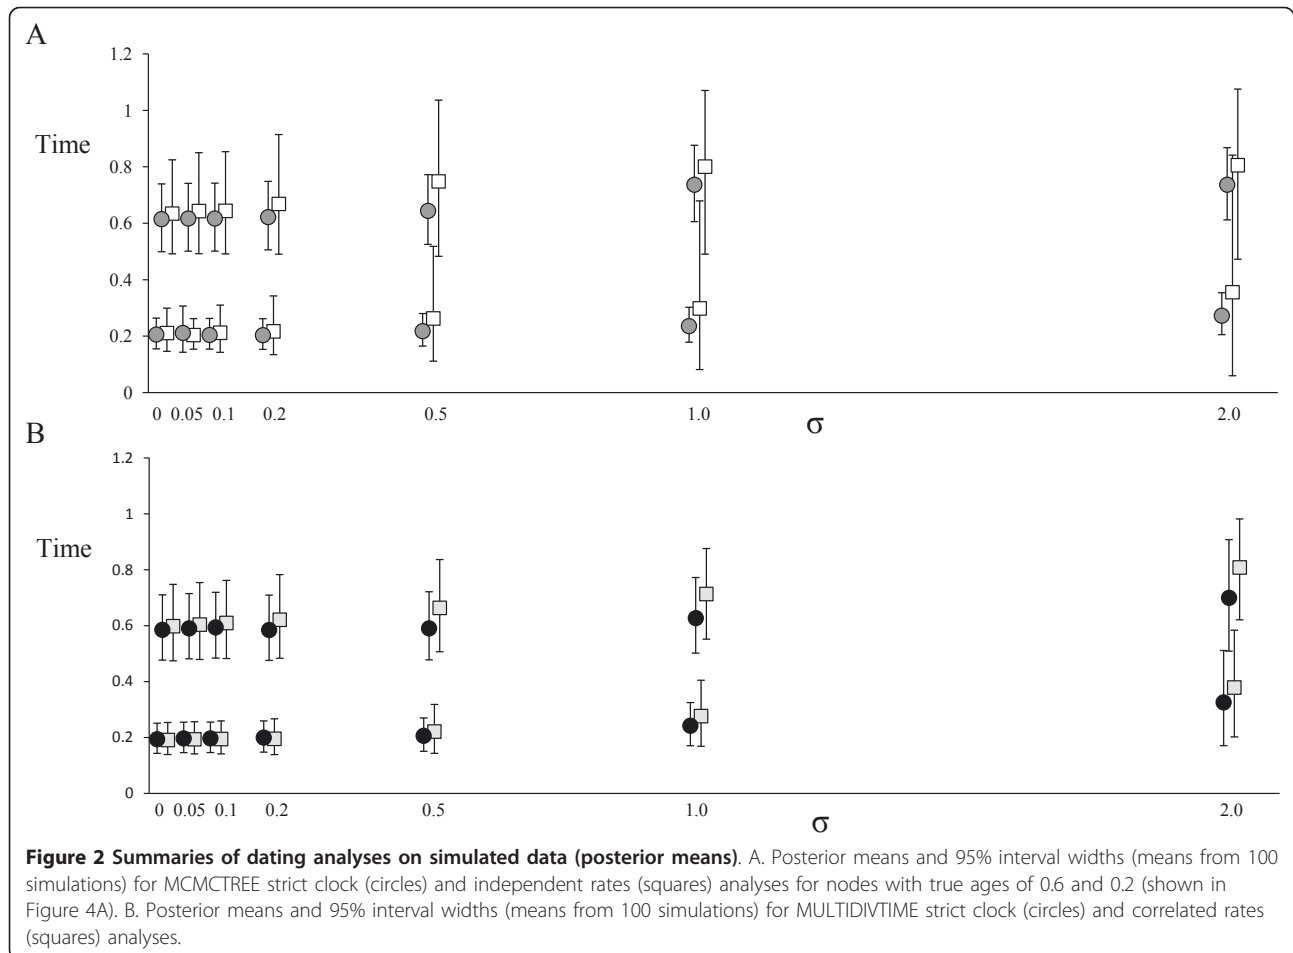 A
1.2
1
Time
0.8
0.6
0.4
0.2
0
0 0.05 0.1 0.2 0.5 1.0 2.0
σ
B
1.2
1
Time
0.8
0.6
0.4
0.2
0
0 0.05 0.1 0.2 0.5 1.0 2.0
σ
Figure 2 Summaries of dating analyses on simulated data (posterior means). A. Posterior means and 95% interval widths (means from 100
simulations) for MCMCTREE strict clock (circles) and independent rates (squares) analyses for nodes with true ages of 0.6 and 0.2 (shown in
Figure 4A). B. Posterior means and 95% interval widths (means from 100 simulations) for MULTIDIVTIME strict clock (circles) and correlated rates
(squares) analyses.